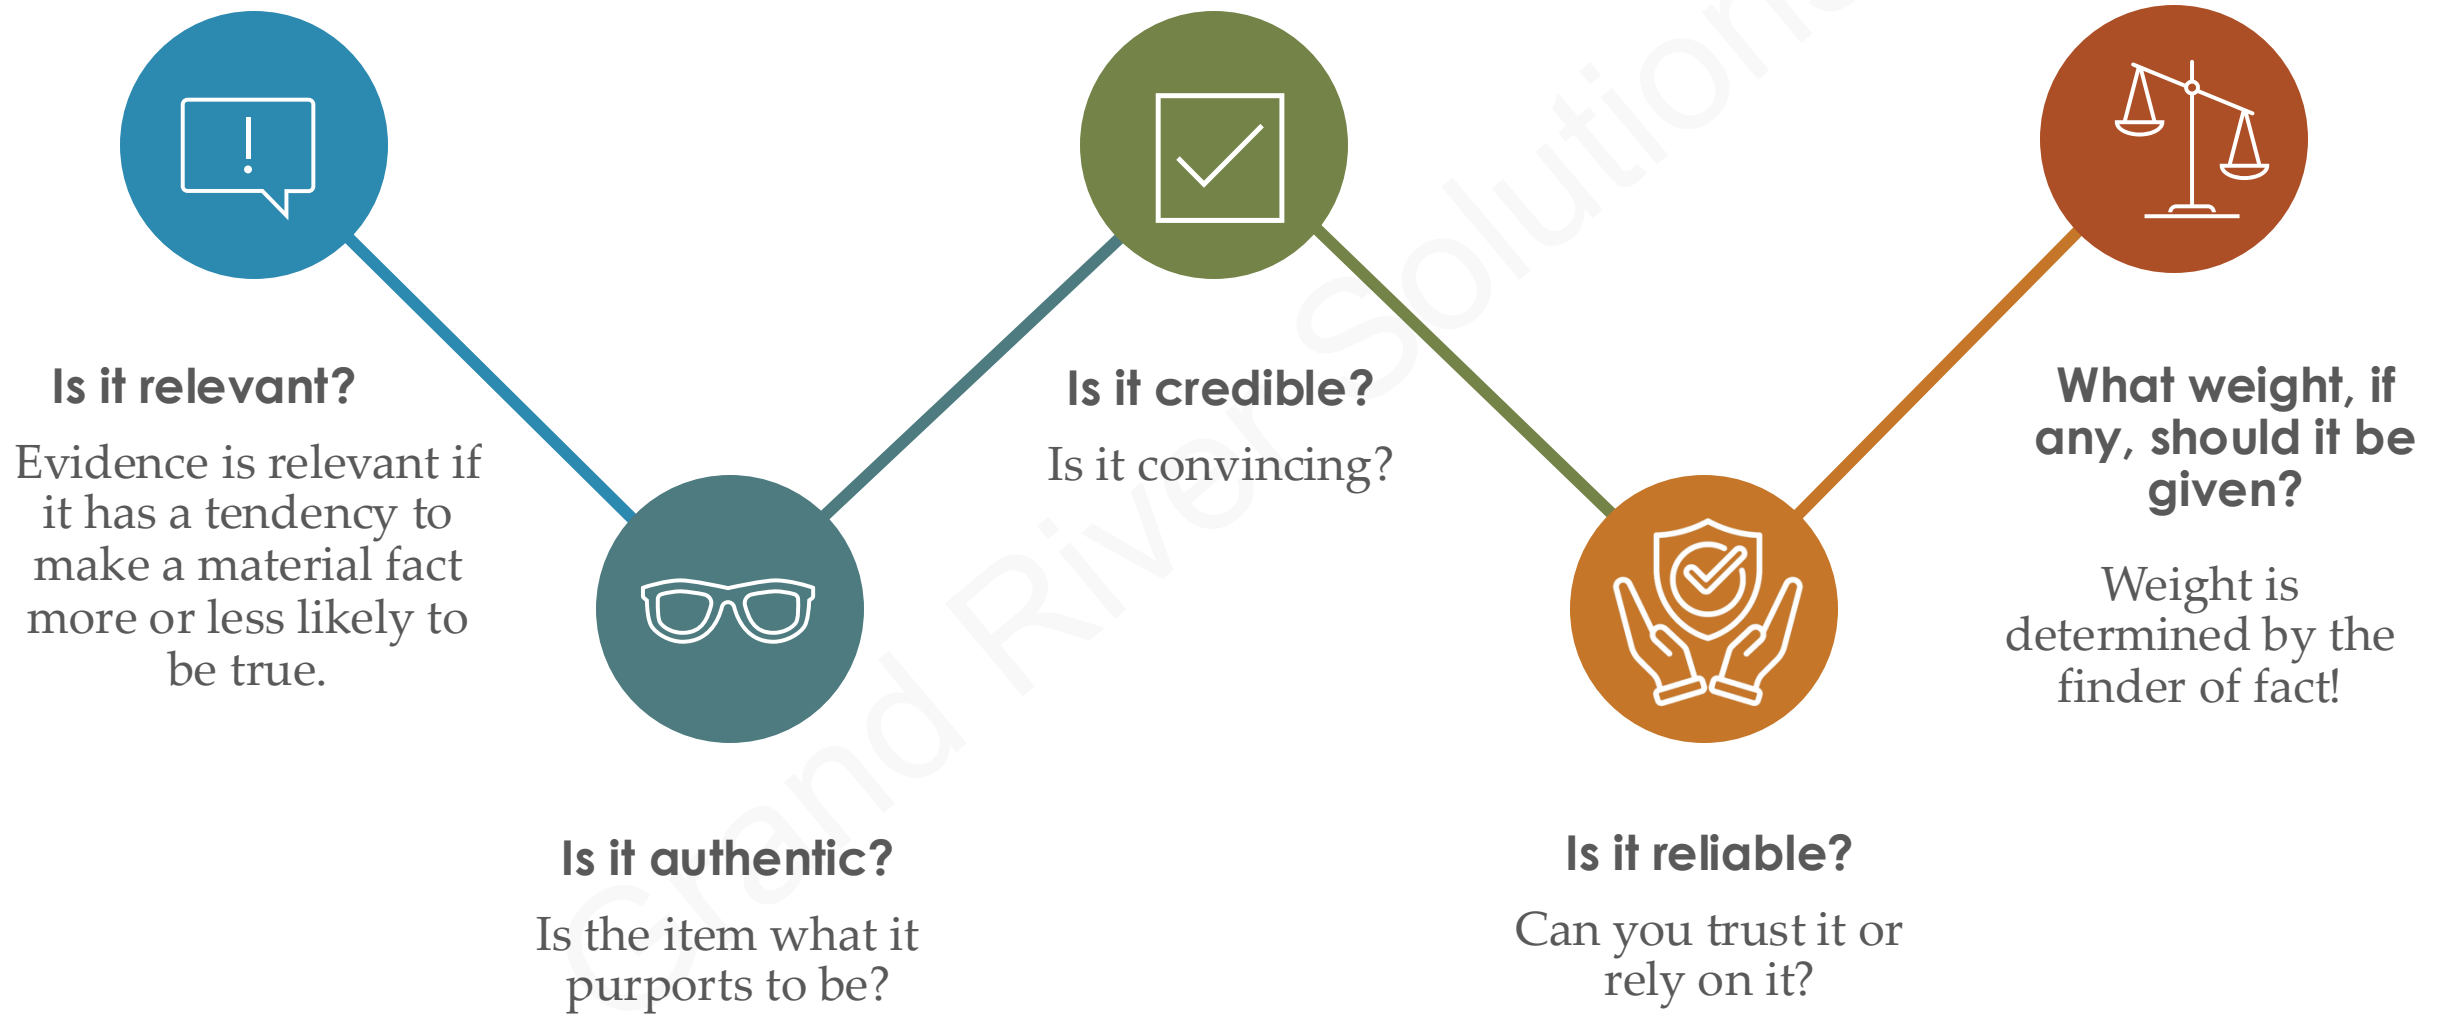 Is it relevant?
Evidence is relevant if
it has a tendency to
make a material fact
more or less likely to
be true.
Is it authentic?
Is the item what it
purports to be?
Is it credible?
Is it convincing?
Is it reliable?
Can you trust it or
rely on it?
What weight, if
any, should it be
given?
Weight is
determined by the
finder of fact!
Grand River Solution